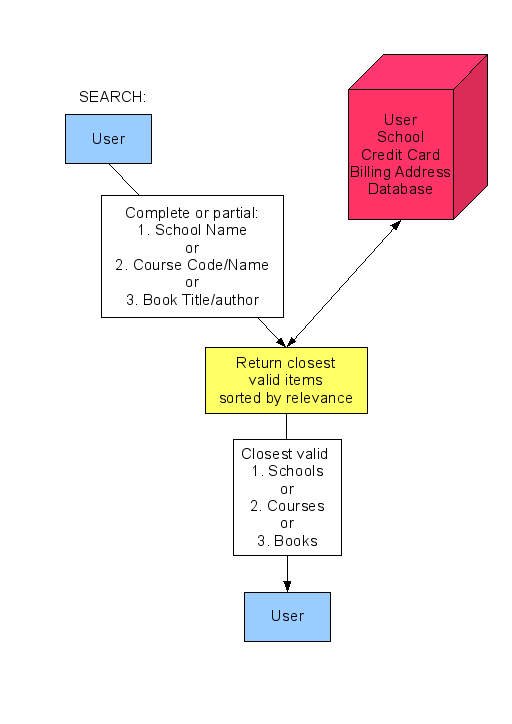 SEARCH:
User
User
School
Credit Card
Billing Address
Database
Complete or partial:
1. School Name
or
2. Course Code/Name
or
3. Book Title/author
Return closest
valid items
sorted by relevance
Closest valid
1. Schools
or
2. Courses
or
3. Books
User